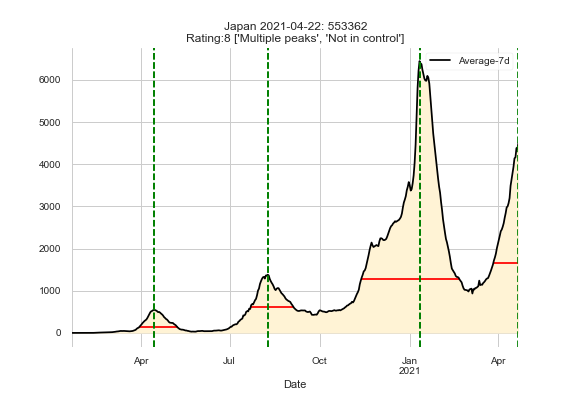 Japan 2021-04-22: 553362
Rating:8 ['Multiple peaks', 'Not in control']
Average-7d
6000
5000
4000
3000
2000
1000
0
Apr
Jul
Oct
Jan
2021
Apr
Date